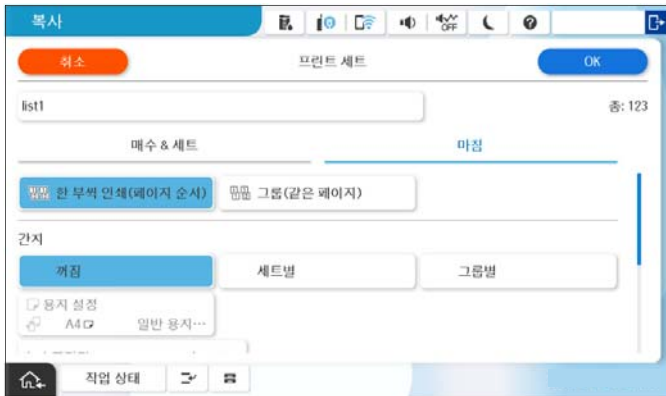 복사
OFF
취소
프린트 세트
OK
list1
종: 123
매수 & 세트
마침
한 부씩 인쇄(페이지 순서)
그룹(같은 페이지)
간지
꺼짐
세트별
그룹별
용지 설정
A4
일반 용지…
작업 상태